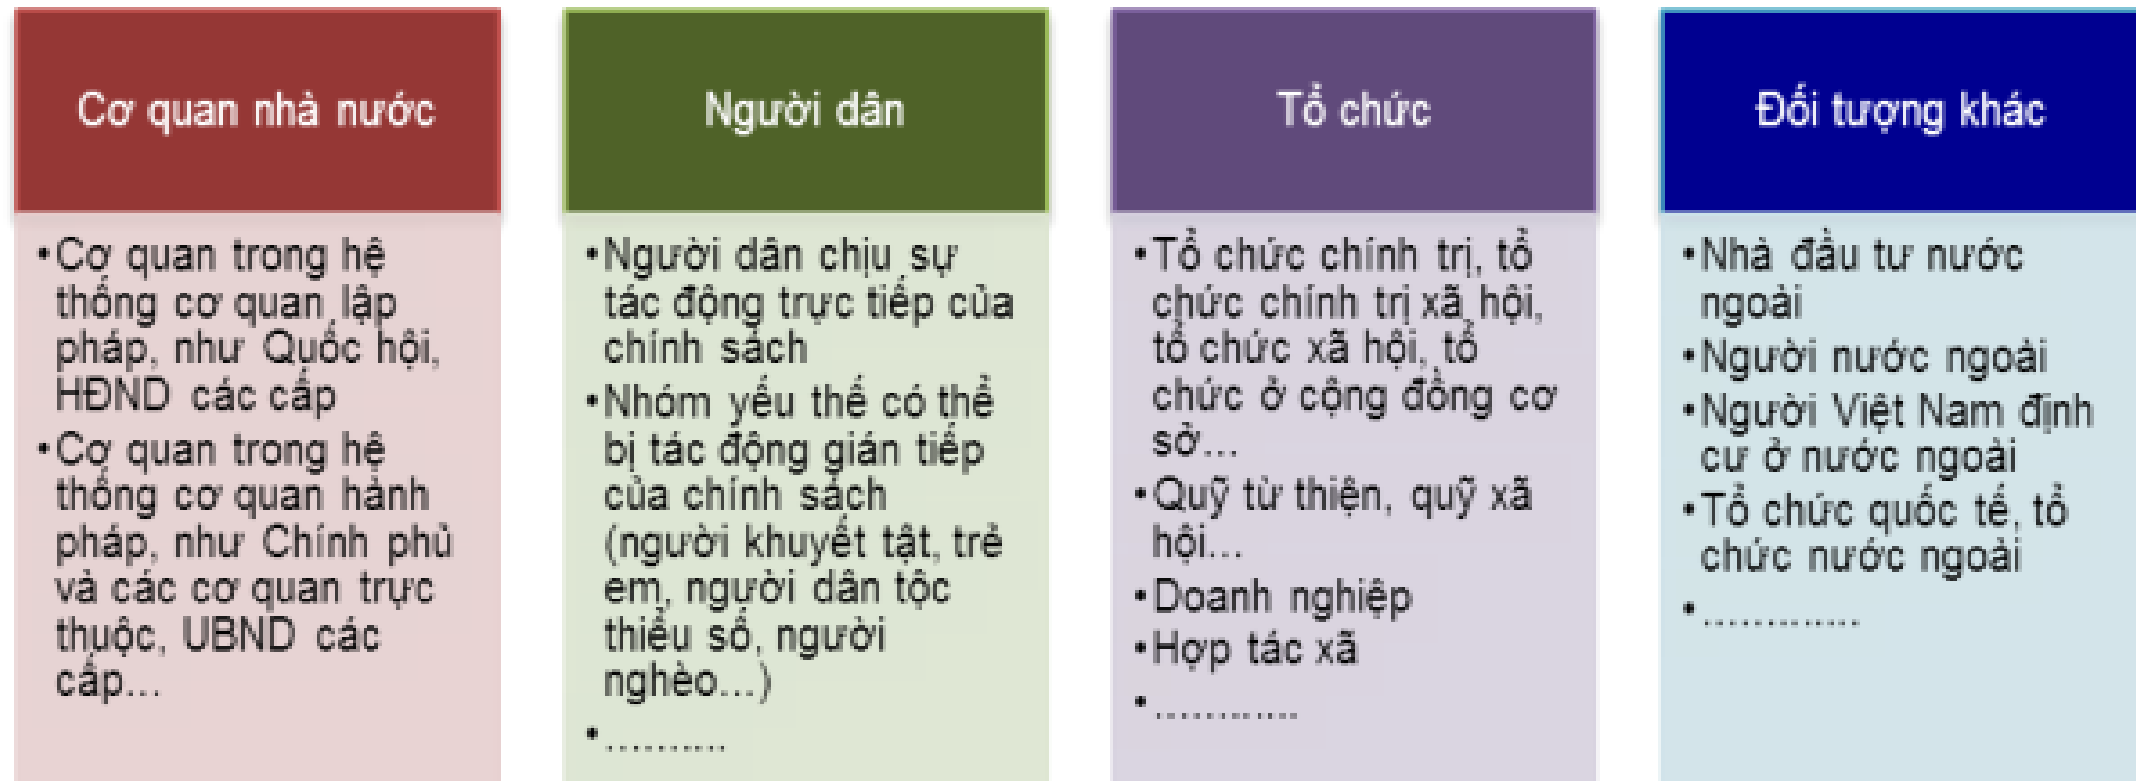 Cơ quan nhà nước
•Cơ quan trong hệ
thống cơ quan lập
pháp, như Quốc hội,
HĐND các cấp
•Cơ quan trong hệ
thống cơ quan hành
pháp, như Chính phủ
và các cơ quan trực
thuộc, UBND các
cấp...
Người dân
•Người dân chịu sự
tác động trực tiếp của
chính sách
•Nhóm yếu thế có thể
bị tác động gián tiếp
của chính sách
(người khuyết tật, trẻ
em, người dân tộc
thiểu số, người
nghèo...)
•...........
Tổ chức
•Tổ chức chính trị, tổ
chức chính trị xã hội,
tổ chức xã hội, tổ
chức ở cộng đồng cơ
sở...
•Quỹ từ thiện, quỹ xã
hội...
•Doanh nghiệp
•Hợp tác xã
•.............
Đối tượng khác
•Nhà đầu tư nước
ngoài
•Người nước ngoài
•Người Việt Nam định
cư ở nước ngoài
•Tổ chức quốc tế, tổ
chức nước ngoài
•..............